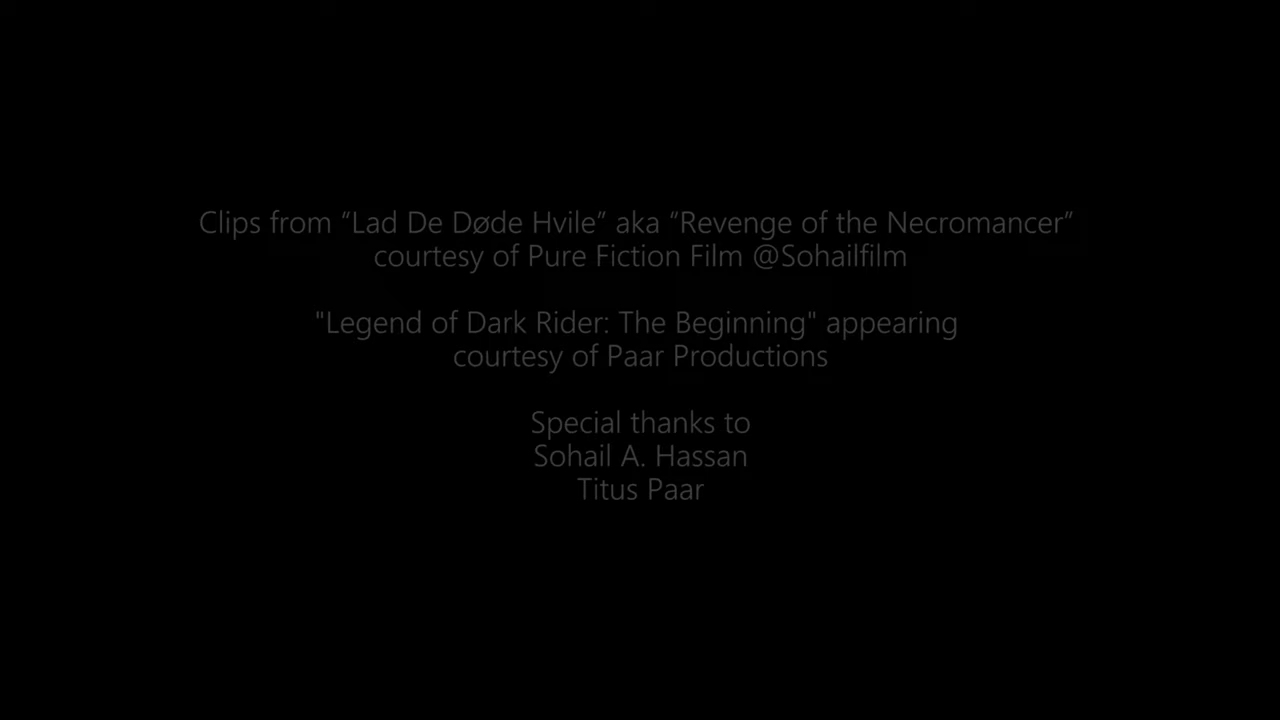 Clips from “Lad De Døde Hvile” aka “Revenge of the Necromancer”
courtesy of Pure Fiction Film @Sohailfilm
"Legend of Dark Rider: The Beginning" appearing
courtesy of Paar Productions
Special thanks to
Sohail A. Hassan
Titus Paar